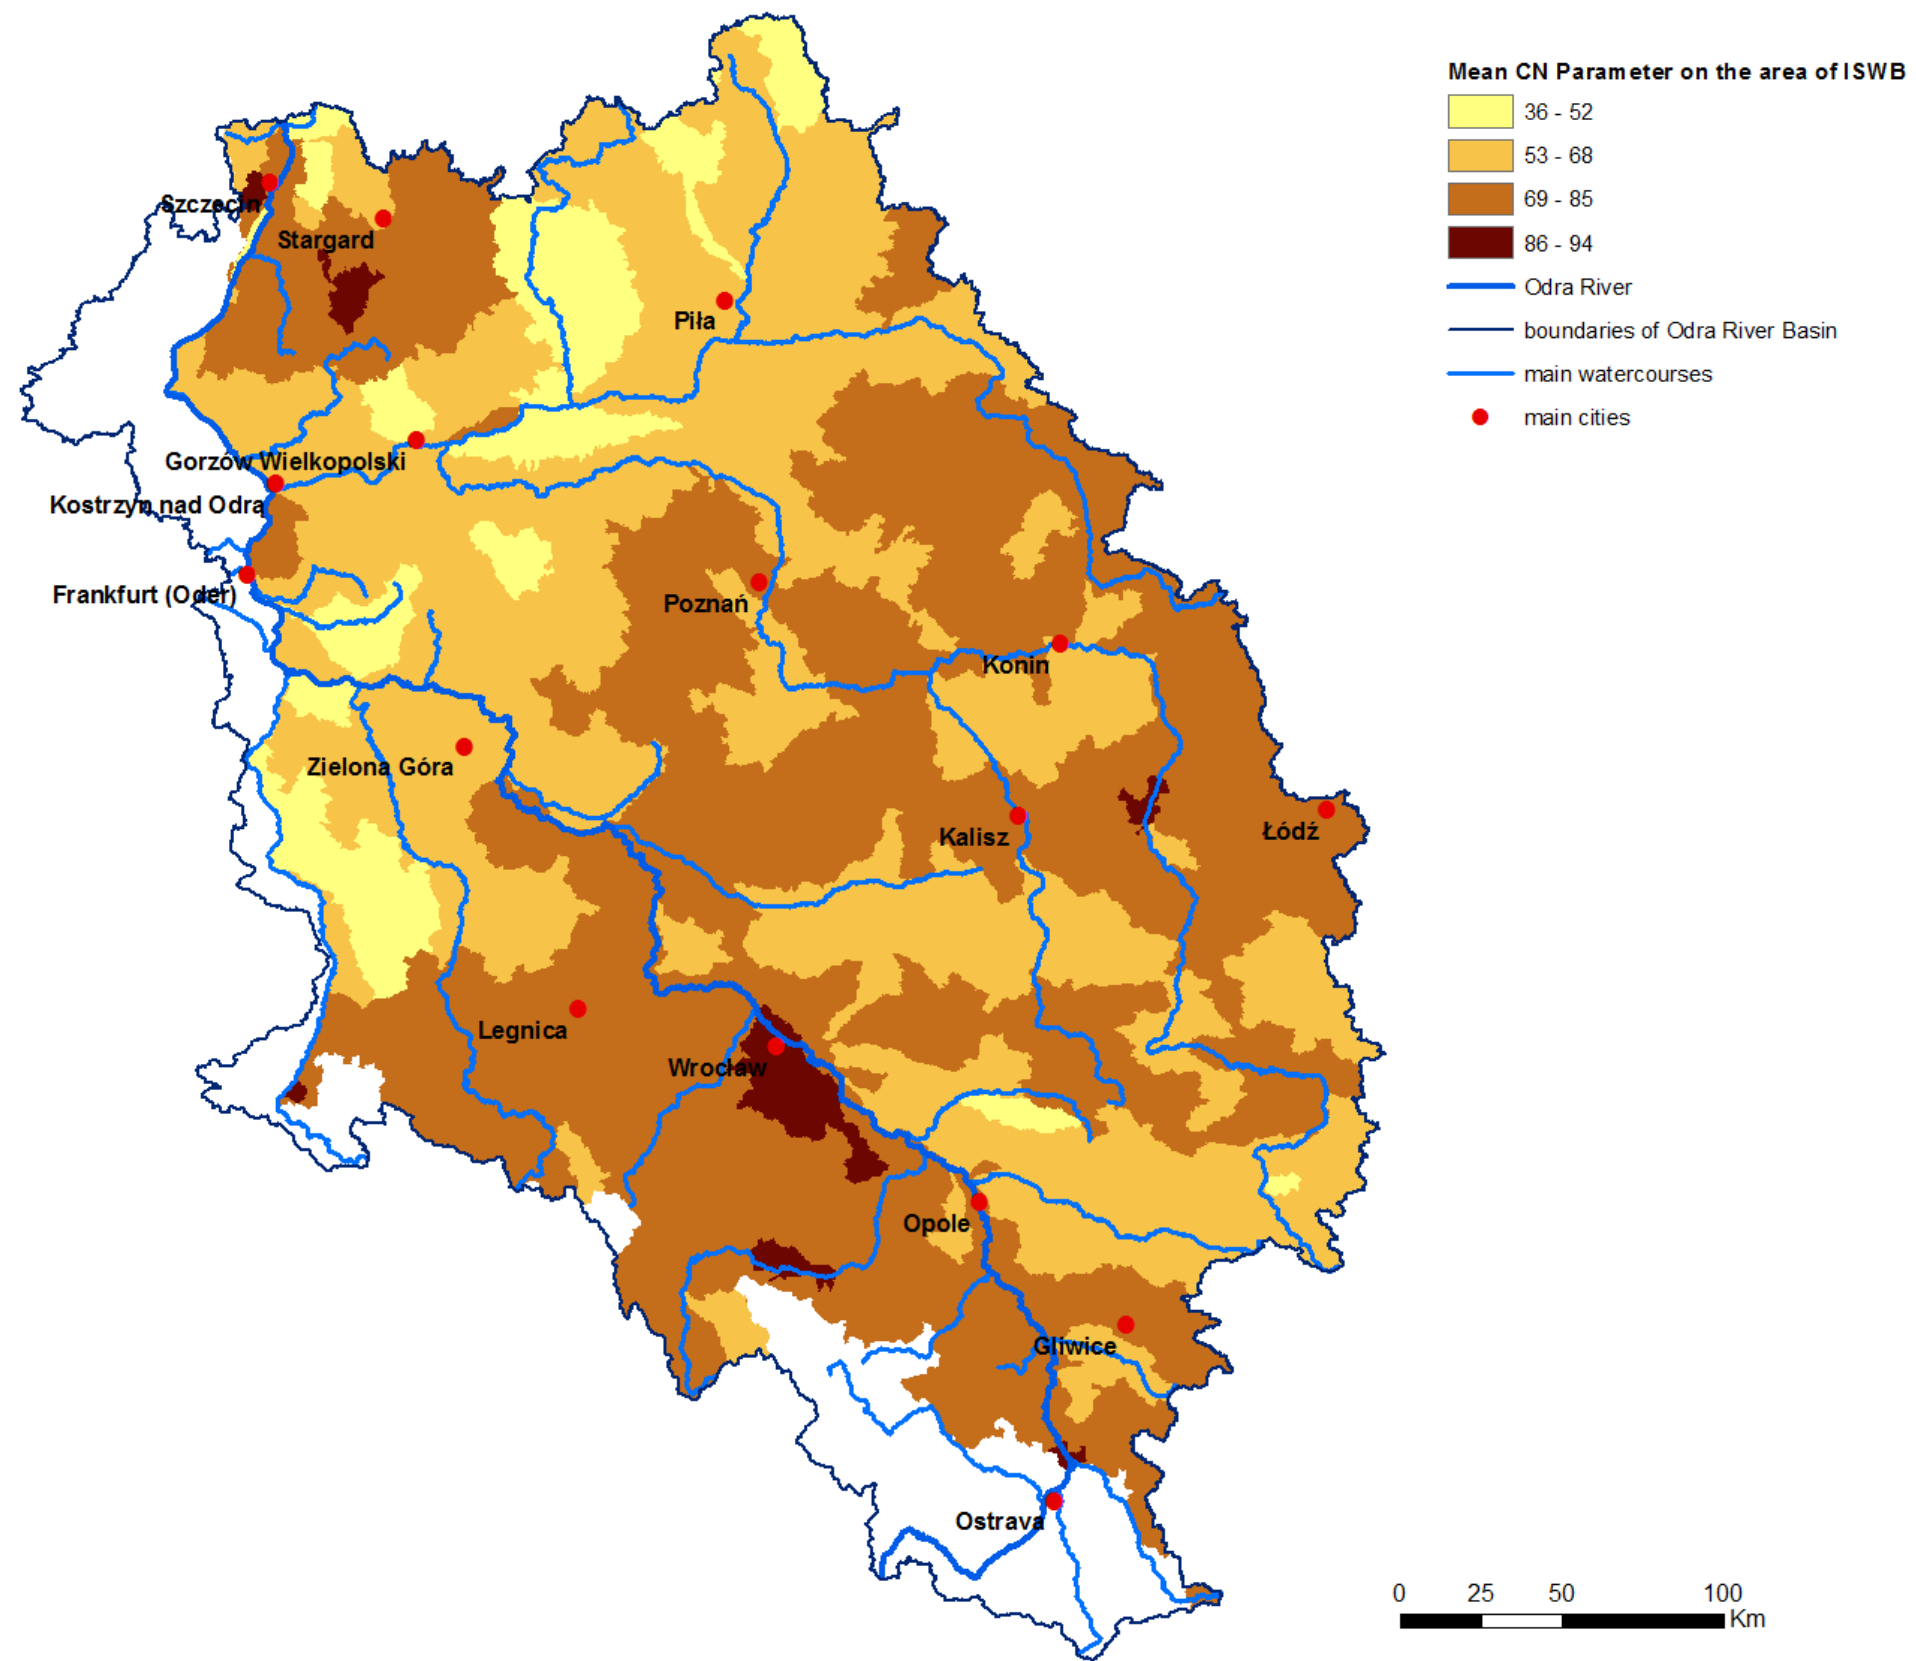 Mean CN Parameter on the area of ISWB
36 - 52
53 - 68
69 - 85
86 - 94
Odra River
boundaries of Odra River Basin
main watercourses
main cities
Szczecin
Stargard
Piła
Gorzów Wielkopolski
Kostrzyn nad Odrą
Frankfurt (Oder)
Poznań
Konin
Zielona Góra
Kalisz
Łódź
Legnica
Wrocław
Opole
Gliwice
Ostrava
0 25 50 100
Km